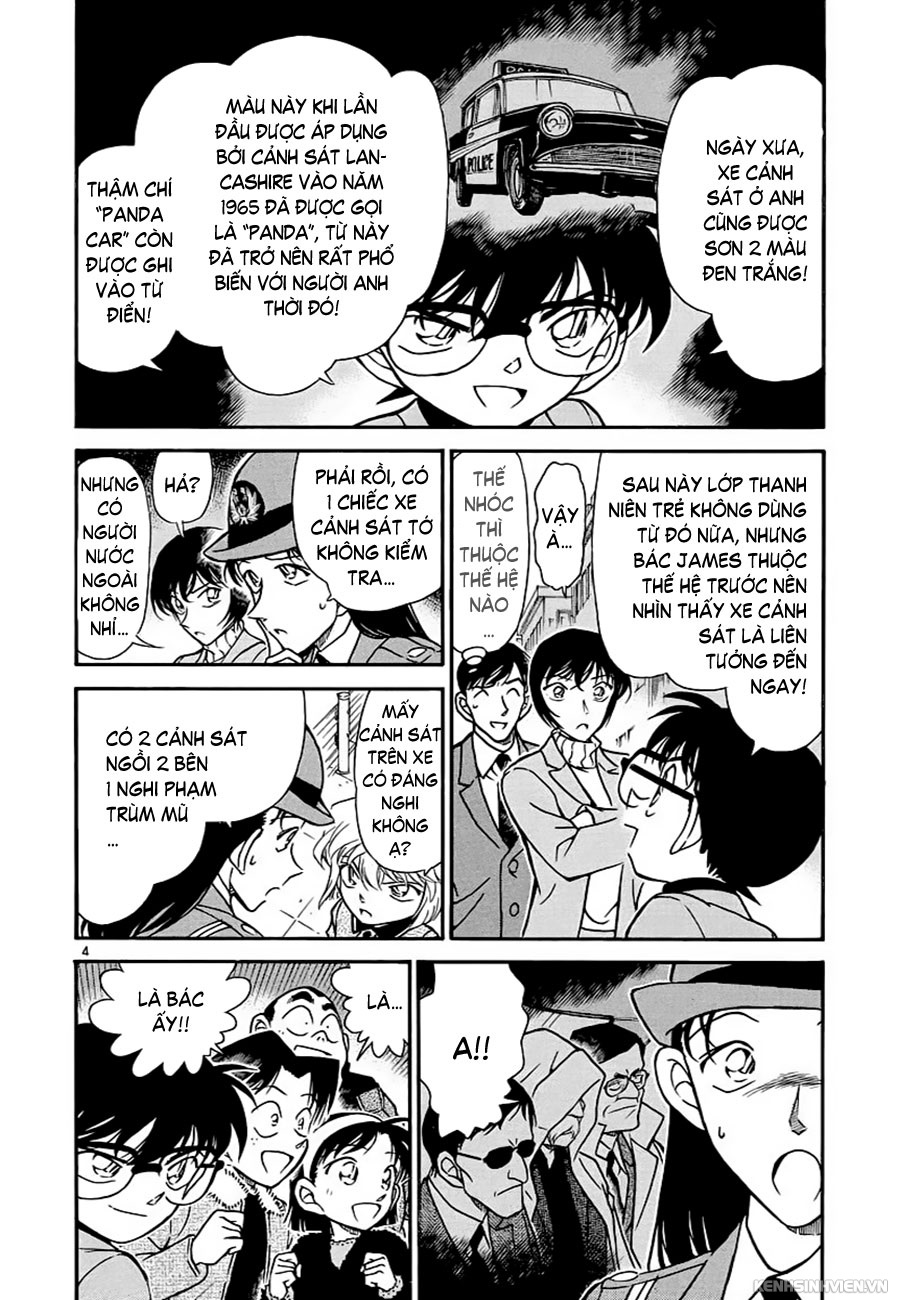 NGÀY XƯA,
XE CẢNH
SÁT Ở ANH
CŨNG ĐƯỢC
SƠN 2 MÀU
ĐEN TRẮNG!
POLICE
MÀU NÀY KHI LẦN
ĐẦU ĐƯỢC ÁP DỤNG
BỞI CẢNH SÁT LAN-
CASHIRE VÀO NĂM
1965 ĐÃ ĐƯỢC GỌI
LÀ “PANDA”, TỪ NÀY
ĐÃ TRỞ NÊN RẤT PHỔ
BIẾN VỚI NGƯỜI ANH
THỜI ĐÓ!
THẬM CHÍ
“PANDA
CAR” CÒN
ĐƯỢC GHI
VÀO TỪ
ĐIỂN!
SAU NÀY LỚP THANH
NIÊN TRẺ KHÔNG DÙNG
TỪ ĐÓ NỮA, NHƯNG
BÁC JAMES THUỘC
THẾ HỆ TRƯỚC NÊN
NHÌN THẤY XE CẢNH
SÁT LÀ LIÊN
TƯỞNG ĐẾN
NGAY!
VẬY
À...
THẾ
NHÓC
THÌ
THUỘC
THẾ HỆ
NÀO
...
PHẢI RỒI, CÓ
1 CHIẾC XE
CẢNH SÁT TỚ
KHÔNG KIỂM
TRA...
HẢ?
NHƯNG
CÓ
NGƯỜI
NƯỚC
NGOÀI
KHÔNG
NHỈ...
MẤY
CẢNH SÁT
TRÊN XE
CÓ ĐÁNG
NGHI
KHÔNG
Ạ?
CÓ 2 CẢNH SÁT
NGỒI 2 BÊN
1 NGHI PHẠM
TRÙM MŨ
...
4
A!!
LÀ...
LÀ BÁC
ẤY!!
KENHSINHVIEN.VN